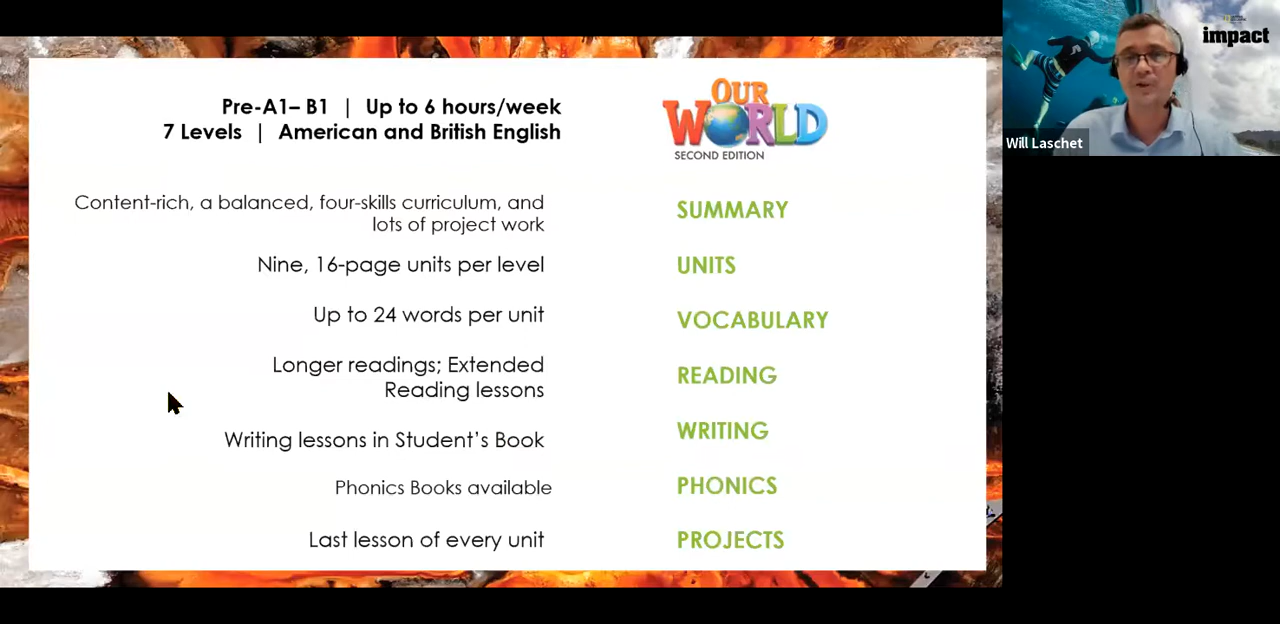 Pre-A1– B1 | Up to 6 hours/week
7 Levels | American and British English
OUR
WORLD
SECOND EDITION
Content-rich, a balanced, four-skills curriculum, and
lots of project work
SUMMARY
Nine, 16-page units per level
UNITS
Up to 24 words per unit
VOCABULARY
Longer readings; Extended
Reading lessons
READING
Writing lessons in Student’s Book
WRITING
Phonics Books available
PHONICS
Last lesson of every unit
PROJECTS
impact
Will Laschet